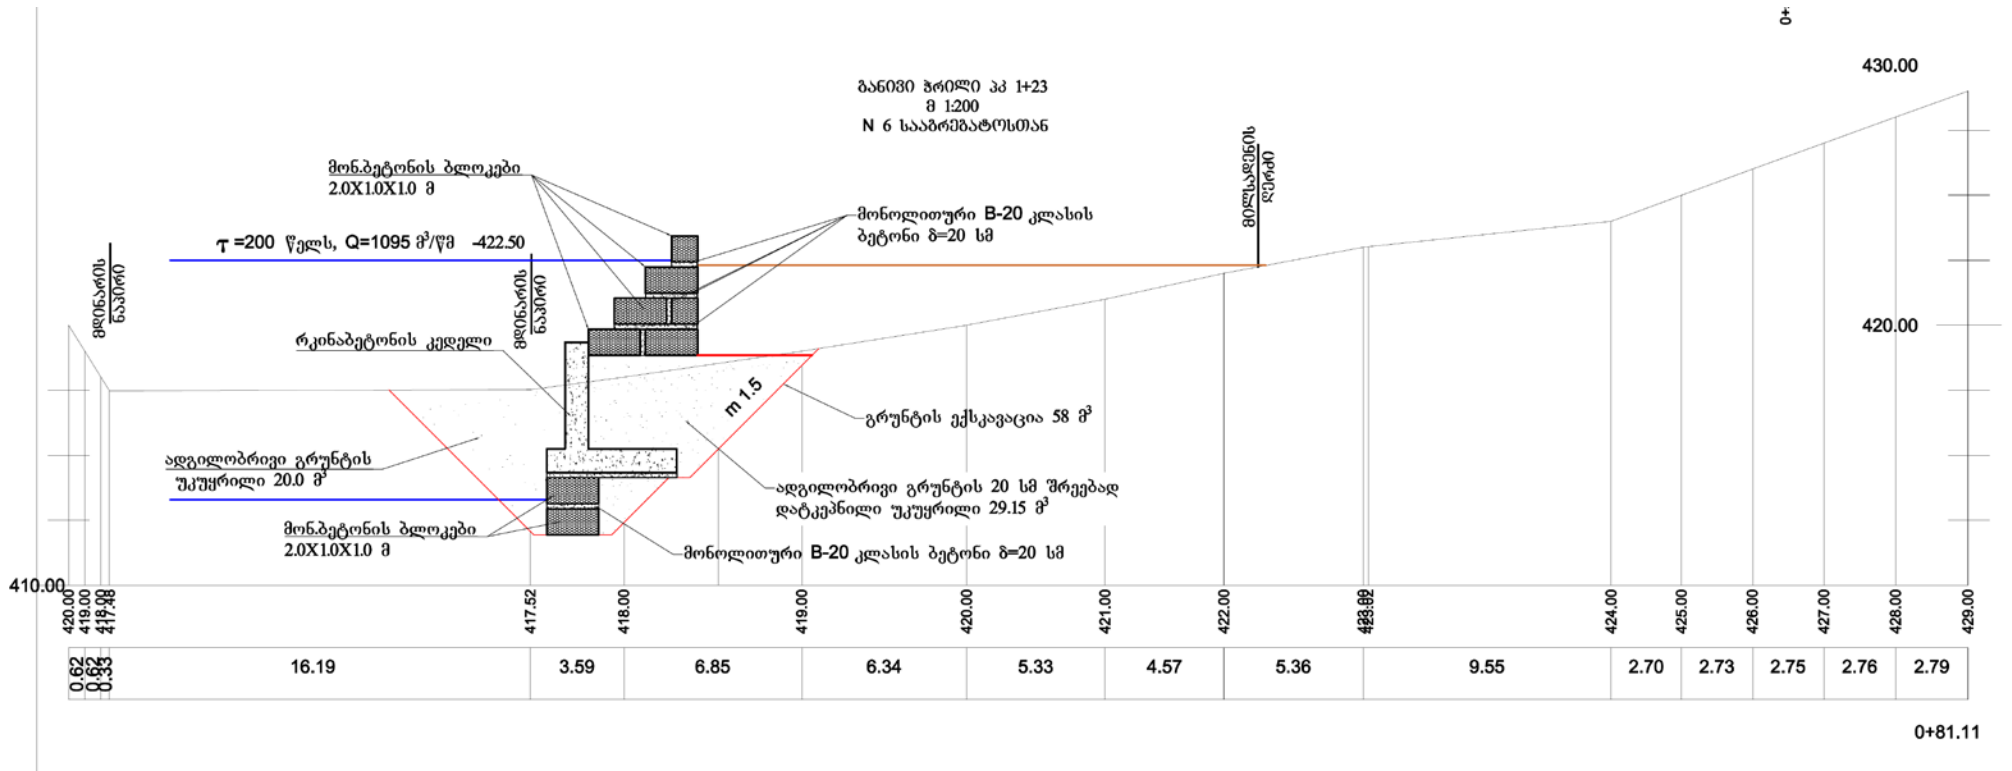 0+
430.00
განივი ჭრილი პკ 1+23
მ 1:200
N 6 სააგრეგატოსთან
მილსადენის
ღერძი
მონ.ბეტონის ბლოკები
2.0X1.0X1.0 მ
მონოლითური B-20 კლასის
ბეტონი δ=20 სმ
τ =200 წელს, Q=1095 მ³/წმ -422.50
მდინარის
ნაპირი
მდინარის
ნაპირი
რკინაბეტონის კედელი
420.00
m 1.5
გრუნტის ექსკავაცია 58 მ³
ადგილობრივი გრუნტის
უკუყრილი 20.0 მ³
ადგილობრივი გრუნტის 20 სმ შრეებად
დატკეპნილი უკუყრილი 29.15 მ³
მონ.ბეტონის ბლოკები
2.0X1.0X1.0 მ
მონოლითური B-20 კლასის ბეტონი δ=20 სმ
410.00
420.00 419.00 418.00 417.48 417.52 418.00 419.00 420.00 421.00 422.00 424.00 425.00 426.00 427.00 428.00 429.00
0.62 0.62 0.33 16.19 3.59 6.85 6.34 5.33 4.57 5.36 9.55 2.70 2.73 2.75 2.76 2.79
0+81.11